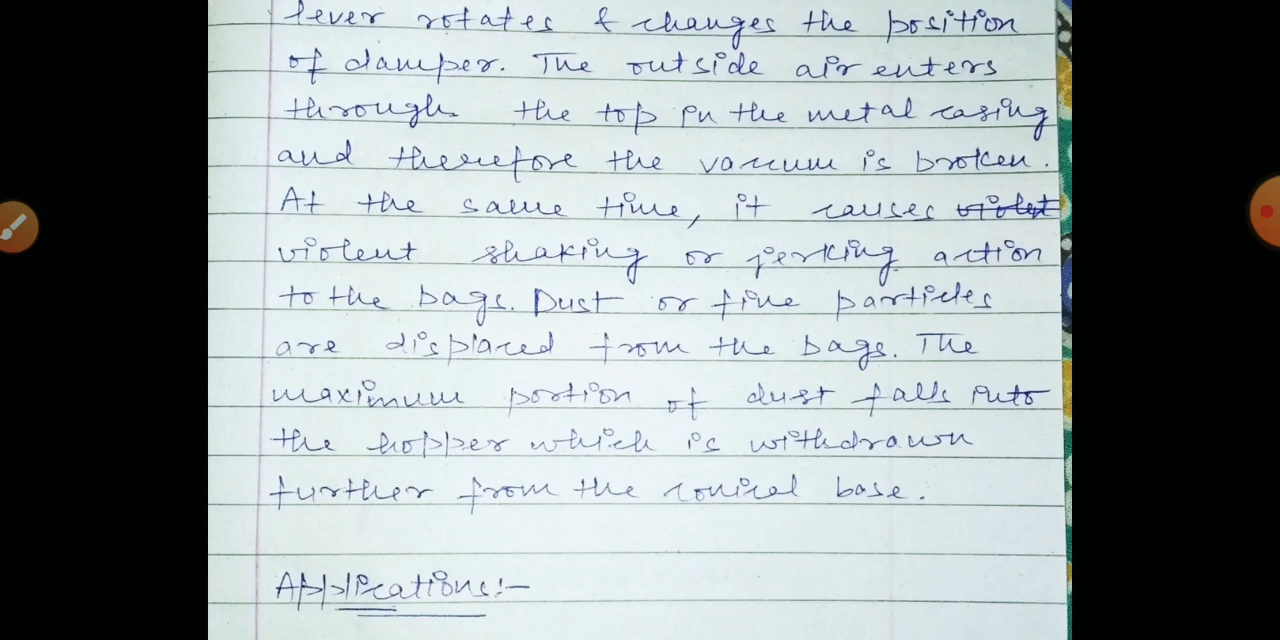 lever rotates & changes the position
of damper. The outside air enters
through the top in the metal casing
and therefore the vacuum is broken.
At the same time, it causes violet
violent shaking or jerking action
to the bags. Dust or fine particles
are displaced from the bags. The
maximum portion of dust falls into
the hopper which is withdrawn
further from the conical base.
Applications:-